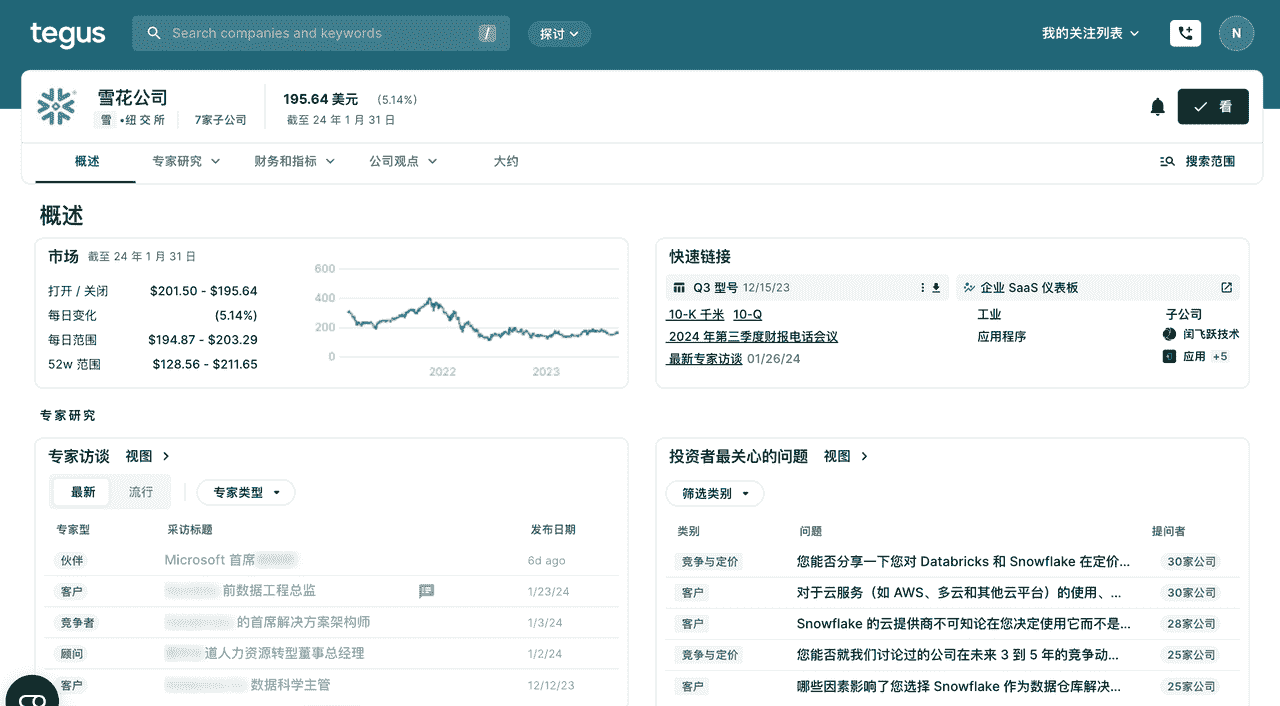 tegus
Search companies and keywords /
探讨
我的关注列表
N
雪花公司
雪 •纽 交 所
7家子公司
195.64 美元 (5.14%)
截至 24 年 1 月 31 日
看
概述
专家研究
财务和指标
公司观点
大约
搜索范围
概述
市场 截至 24 年 1 月 31 日
打开 / 关闭 $201.50 - $195.64
每日变化 (5.14%)
每日范围 $194.87 - $203.29
52w 范围 $128.56 - $211.65
600
400
200
0
2022 2023
快速链接
Q3 型号 12/15/23
企业 SaaS 仪表板
10-K 千米 10-Q
2024 年第三季度财报电话会议
最新专家访谈 01/26/24
工业
应用程序
子公司
闵飞跃技术
应用 +5
专家研究
专家访谈 视图
最新 流行 专家类型
专家型 采访标题 发布日期
伙伴 Microsoft 首席 6d ago
客户 前数据工程总监 1/23/24
竞争者 的首席解决方案架构师 1/3/24
顾问 道人力资源转型董事总经理 1/2/24
客户 数据科学主管 12/12/23
投资者最关心的问题 视图
筛选类别
类别 问题 提问者
竞争与定价 您能否分享一下您对 Databricks 和 Snowflake 在定价... 30家公司
客户 对于云服务（如 AWS、多云和其他云平台）的使用、... 30家公司
客户 Snowflake 的云提供商不可知论在您决定使用它而不是... 28家公司
竞争与定价 您能否就我们讨论过的公司在未来 3 到 5 年的竞争动... 25家公司
客户 哪些因素影响了您选择 Snowflake 作为数据仓库解决... 25家公司